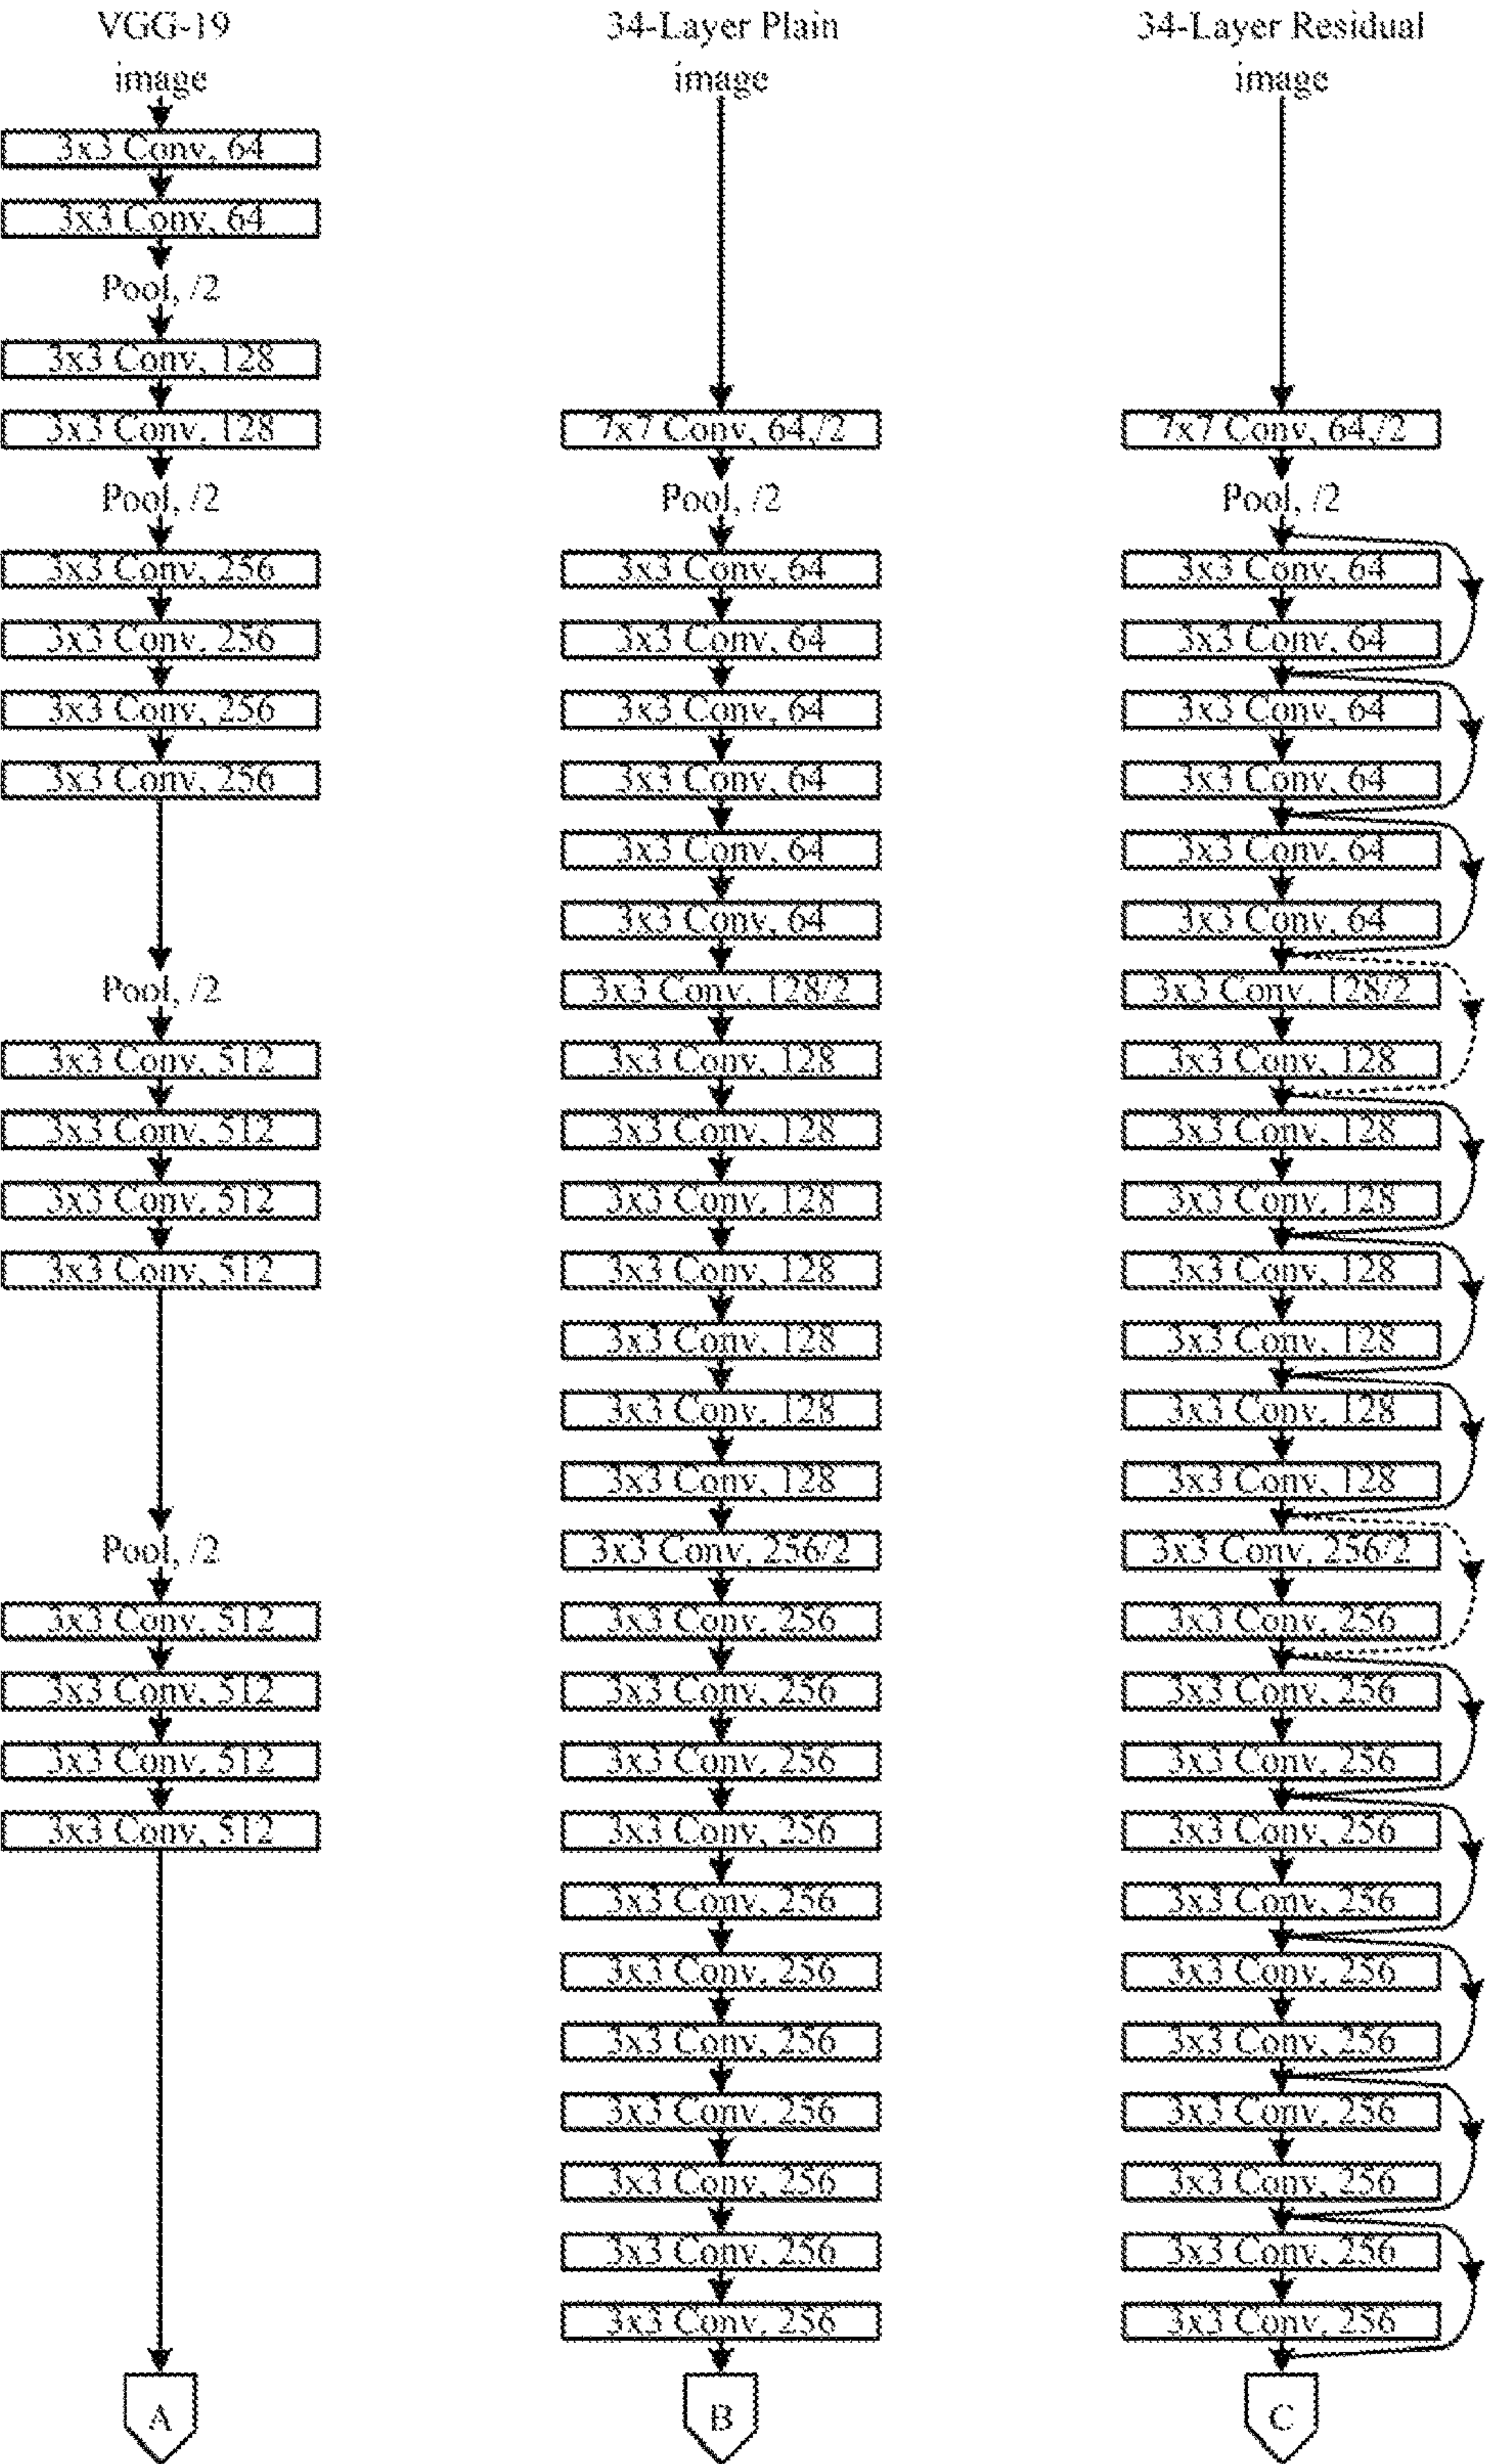 VGG-19
image
3x3 Conv, 64
3x3 Conv, 64
Pool, /2
3x3 Conv, 128
3x3 Conv, 128
Pool, /2
3x3 Conv, 256
3x3 Conv, 256
3x3 Conv, 256
3x3 Conv, 256
Pool, /2
3x3 Conv, 512
3x3 Conv, 512
3x3 Conv, 512
3x3 Conv, 512
Pool, /2
3x3 Conv, 512
3x3 Conv, 512
3x3 Conv, 512
3x3 Conv, 512
A
34-Layer Plain
image
7x7 Conv, 64,/2
Pool, /2
3x3 Conv, 64
3x3 Conv, 64
3x3 Conv, 64
3x3 Conv, 64
3x3 Conv, 64
3x3 Conv, 64
3x3 Conv, 128/2
3x3 Conv, 128
3x3 Conv, 128
3x3 Conv, 128
3x3 Conv, 128
3x3 Conv, 128
3x3 Conv, 128
3x3 Conv, 128
3x3 Conv, 256/2
3x3 Conv, 256
3x3 Conv, 256
3x3 Conv, 256
3x3 Conv, 256
3x3 Conv, 256
3x3 Conv, 256
3x3 Conv, 256
3x3 Conv, 256
3x3 Conv, 256
3x3 Conv, 256
3x3 Conv, 256
B
34-Layer Residual
image
7x7 Conv, 64,/2
Pool, /2
3x3 Conv, 64
3x3 Conv, 64
3x3 Conv, 64
3x3 Conv, 64
3x3 Conv, 64
3x3 Conv, 64
3x3 Conv, 128/2
3x3 Conv, 128
3x3 Conv, 128
3x3 Conv, 128
3x3 Conv, 128
3x3 Conv, 128
3x3 Conv, 128
3x3 Conv, 128
3x3 Conv, 256/2
3x3 Conv, 256
3x3 Conv, 256
3x3 Conv, 256
3x3 Conv, 256
3x3 Conv, 256
3x3 Conv, 256
3x3 Conv, 256
3x3 Conv, 256
3x3 Conv, 256
3x3 Conv, 256
3x3 Conv, 256
C